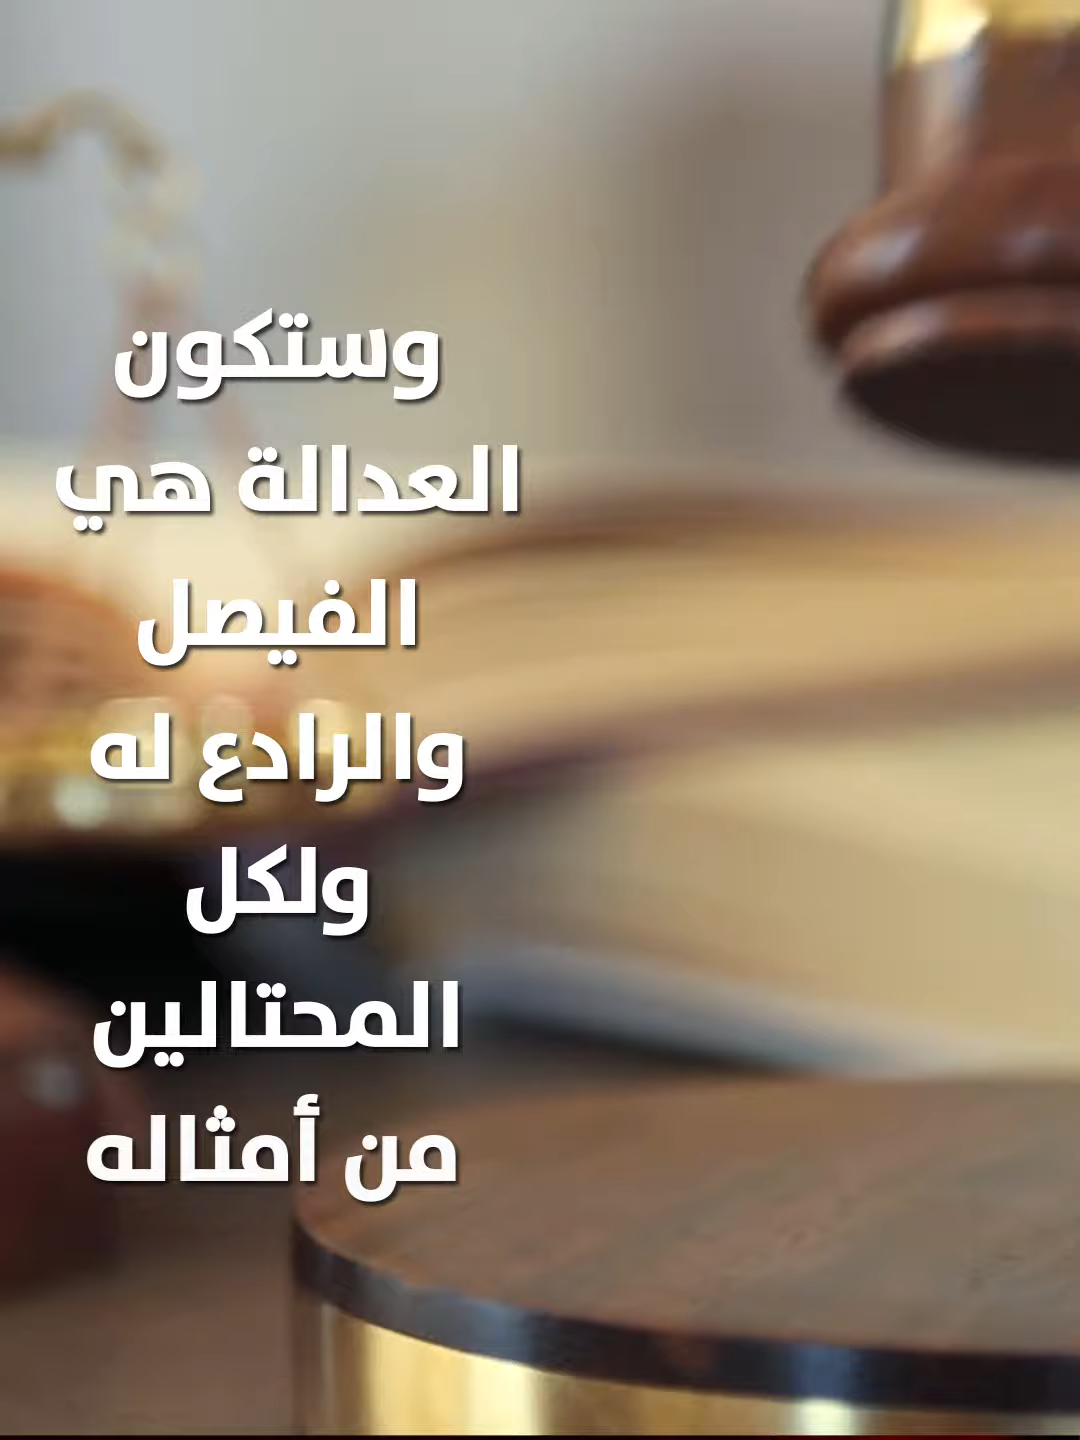 وستكون
العدالة هي
الفيصل
والرادع له
ولكل
المحتالين
من أمثاله